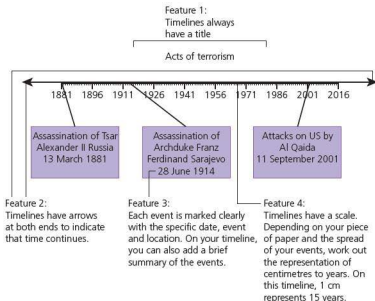 Feature 1:
Timelines always
have a title
Acts of terrorism
1881 1896 1911 1926 1941 1956 1971 1986 2001 2016
Assassination of Tsar
Alexander II Russia
13 March 1881
Assassination of
Archduke Franz
Ferdinand Sarajevo
28 June 1914
Attacks on US by
Al Qaida
11 September 2001
Feature 2:
Timelines have arrows
at both ends to indicate
that time continues.
Feature 3:
Each event is marked clearly
with the specific date, event
and location. On your timeline,
you can also add a brief
summary of the events.
Feature 4:
Timelines have a scale.
Depending on your piece
of paper and the spread
of your events, work out
the representation of
centimetres to years. On
this timeline, 1 cm
represents 15 years.